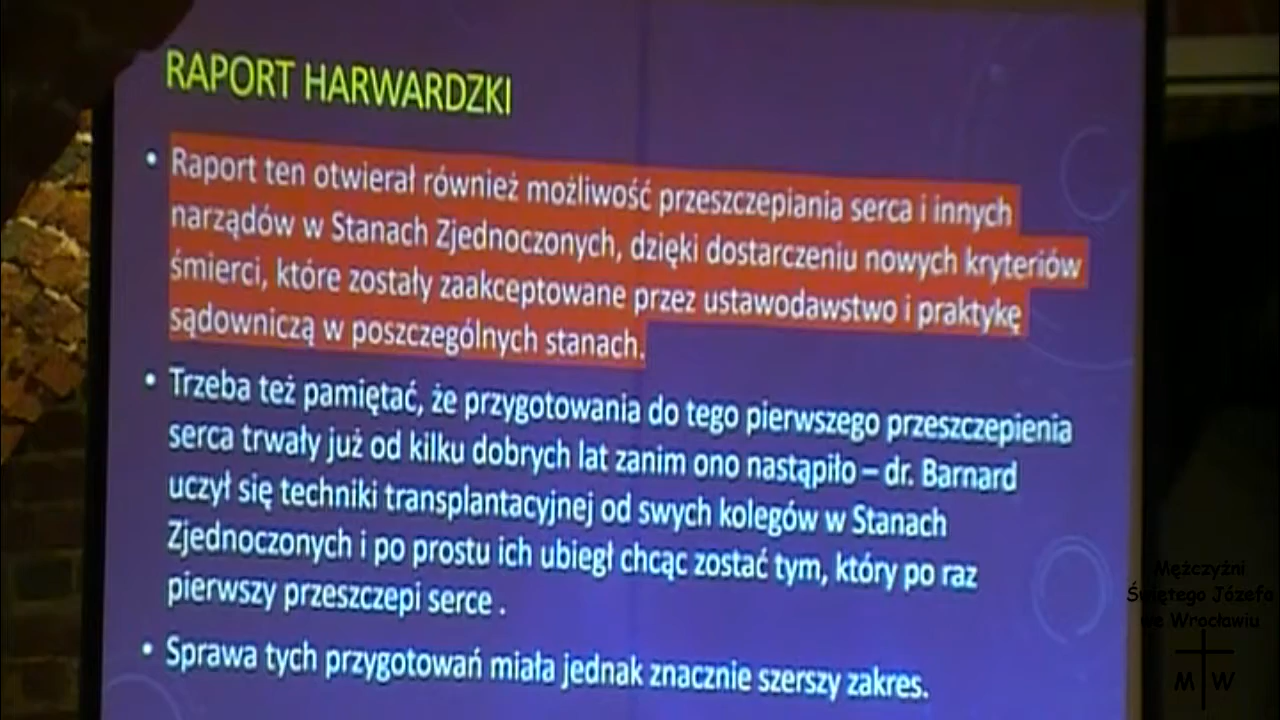 RAPORT HARWARDZKI
• Raport ten otwierał również możliwość przeszczepiania serca i innych
narządów w Stanach Zjednoczonych, dzięki dostarczeniu nowych kryteriów
śmierci, które zostały zaakceptowane przez ustawodawstwo i praktykę
sądowniczą w poszczególnych stanach.
• Trzeba też pamiętać, że przygotowania do tego pierwszego przeszczepienia
serca trwały już od kilku dobrych lat zanim ono nastąpiło – dr. Barnard
uczył się techniki transplantacyjnej od swych kolegów w Stanach
Zjednoczonych i po prostu ich ubiegł chcąc zostać tym, który po raz
pierwszy przeszczepi serce .
• Sprawa tych przygotowań miała jednak znacznie szerszy zakres.
Mężczyźni
Świętego Józefa
we Wrocławiu
M W